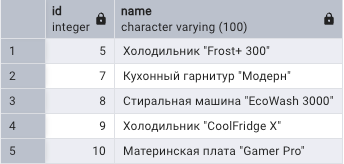 id integer name character varying (100)
1 5 Холодильник "Frost+ 300"
2 7 Кухонный гарнитур "Модерн"
3 8 Стиральная машина "EcoWash 3000"
4 9 Холодильник "CoolFridge X"
5 10 Материнская плата "Gamer Pro"